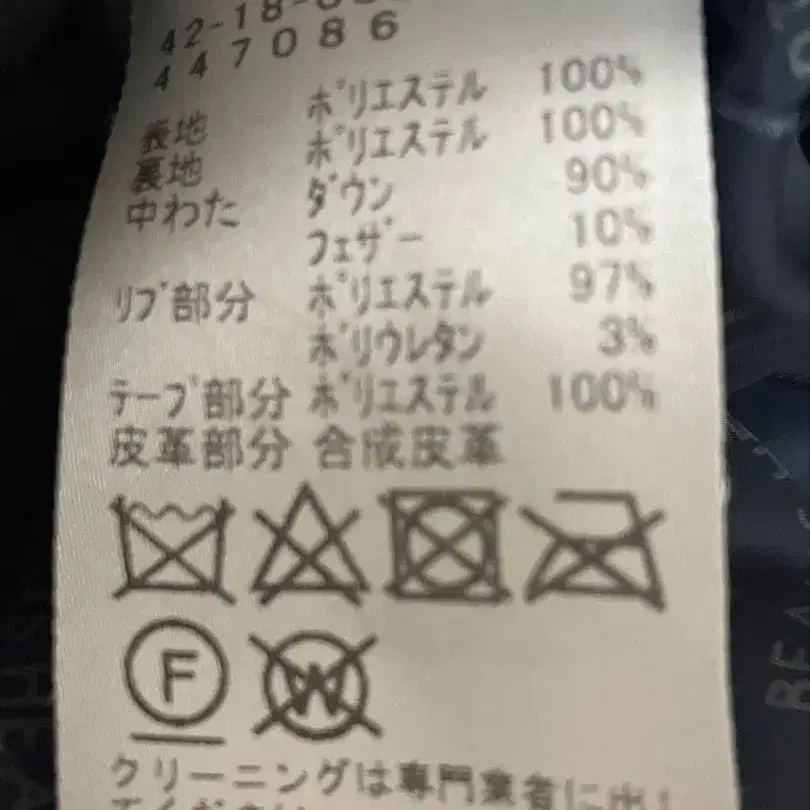 42-18-
447086
表地 ポリエステル 100%
裏地 ポリエステル 100%
中わた ダウン 90%
フェザー 10%
リブ部分 ポリエステル 97%
ポリウレタン 3%
テープ部分 ポリエステル 100%
皮革部分 合成皮革
F
W
クリーニングは専門業者に出し